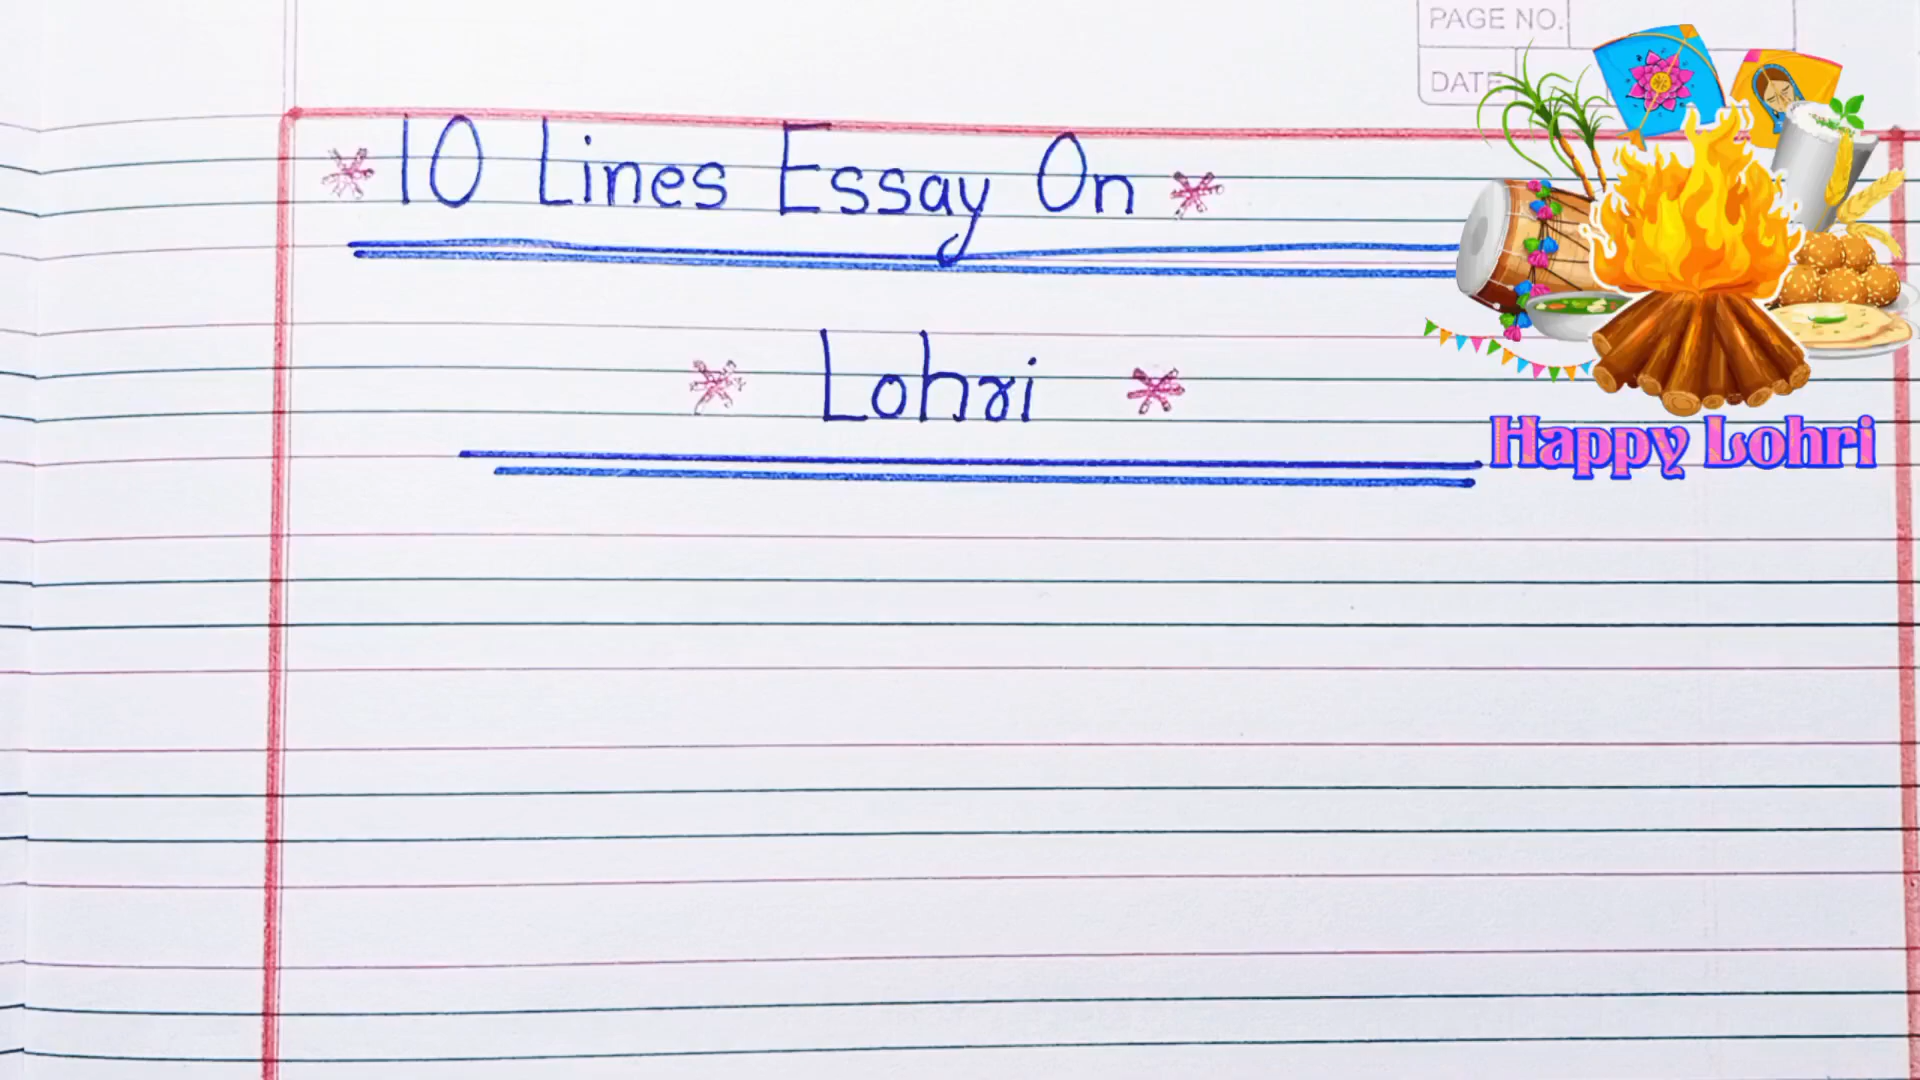 PAGE NO.
DATE
10 Lines Essay On
Lohri
Happy Lohri